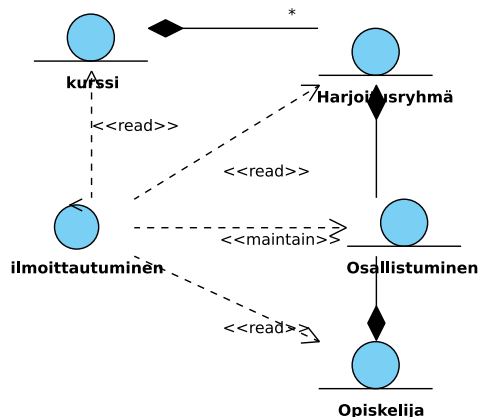 *
kurssi
Harjoitusryhmä
<<read>>
<<read>>
<<maintain>>
ilmoittautuminen
Osallistuminen
<<read>>
Opiskelija